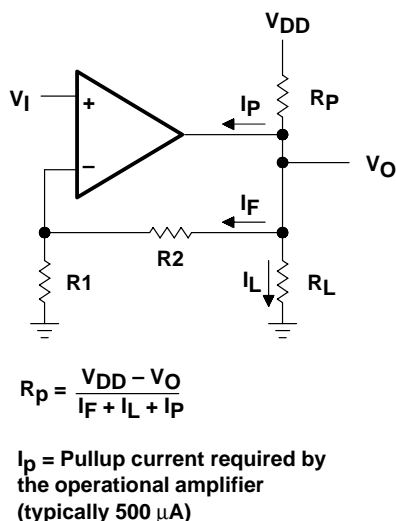 VDD
VI
+
IP
RP
–
VO
IF
R2
R1
IL
RL
Rp = VDD – VO / IF + IL + IP
Ip = Pullup current required by
the operational amplifier
(typically 500 μA)